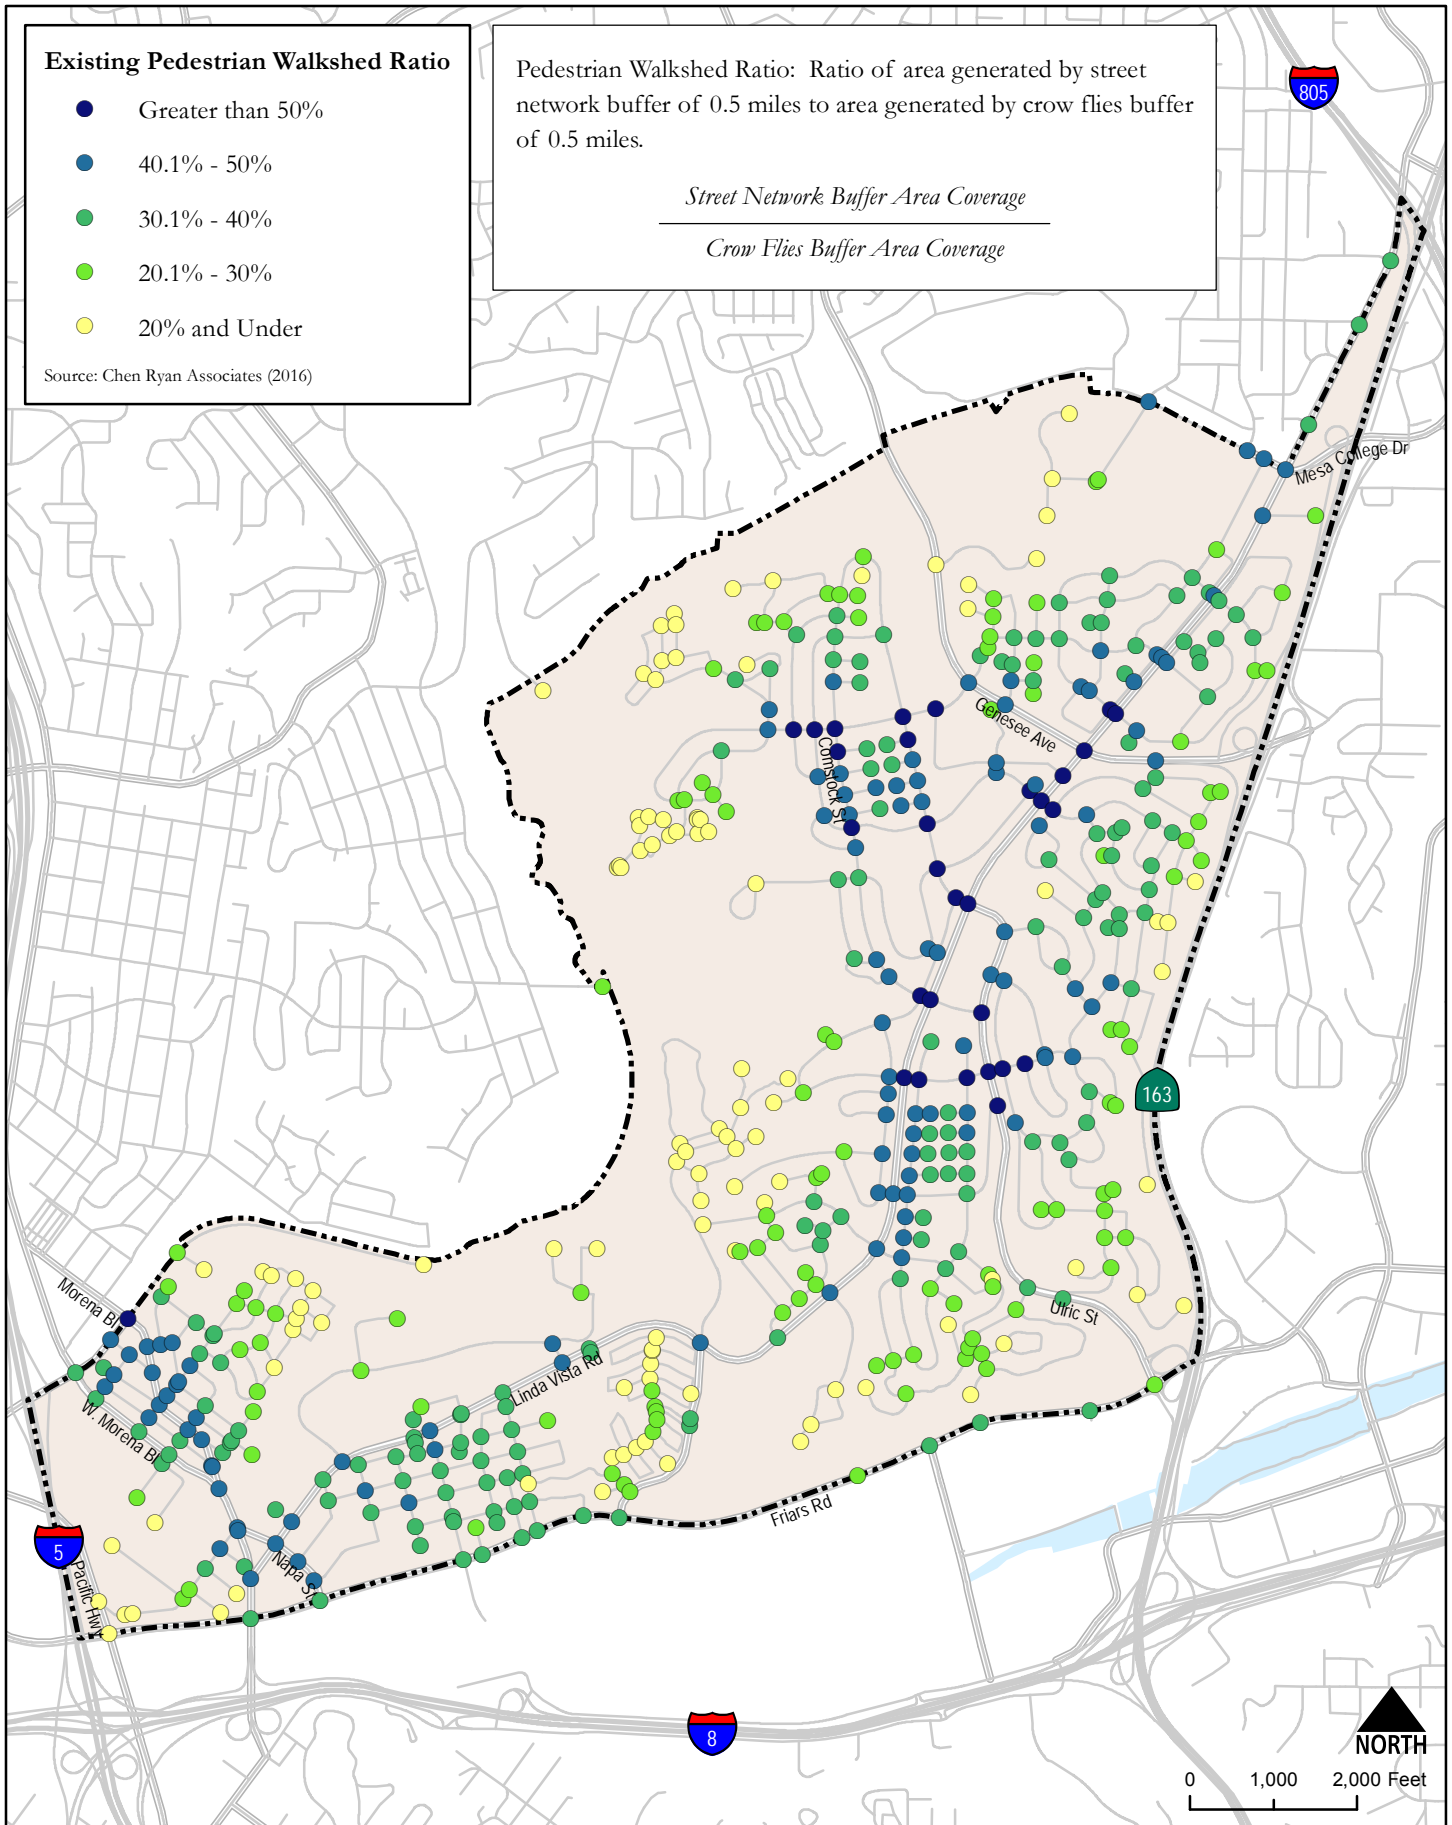 Existing Pedestrian Walkshed Ratio
Greater than 50%
40.1% - 50%
30.1% - 40%
20.1% - 30%
20% and Under
Source: Chen Ryan Associates (2016)
Pedestrian Walkshed Ratio: Ratio of area generated by street
network buffer of 0.5 miles to area generated by crow flies buffer
of 0.5 miles.
Street Network Buffer Area Coverage
Crow Flies Buffer Area Coverage
805
Mesa College Dr
Genesee Ave
Comstock St
163
Morena Bl
Ulric St
Linda Vista Rd
W. Morena Bl
Friars Rd
5
Napa St
Pacific Hwy
8
NORTH
0 1,000 2,000 Feet